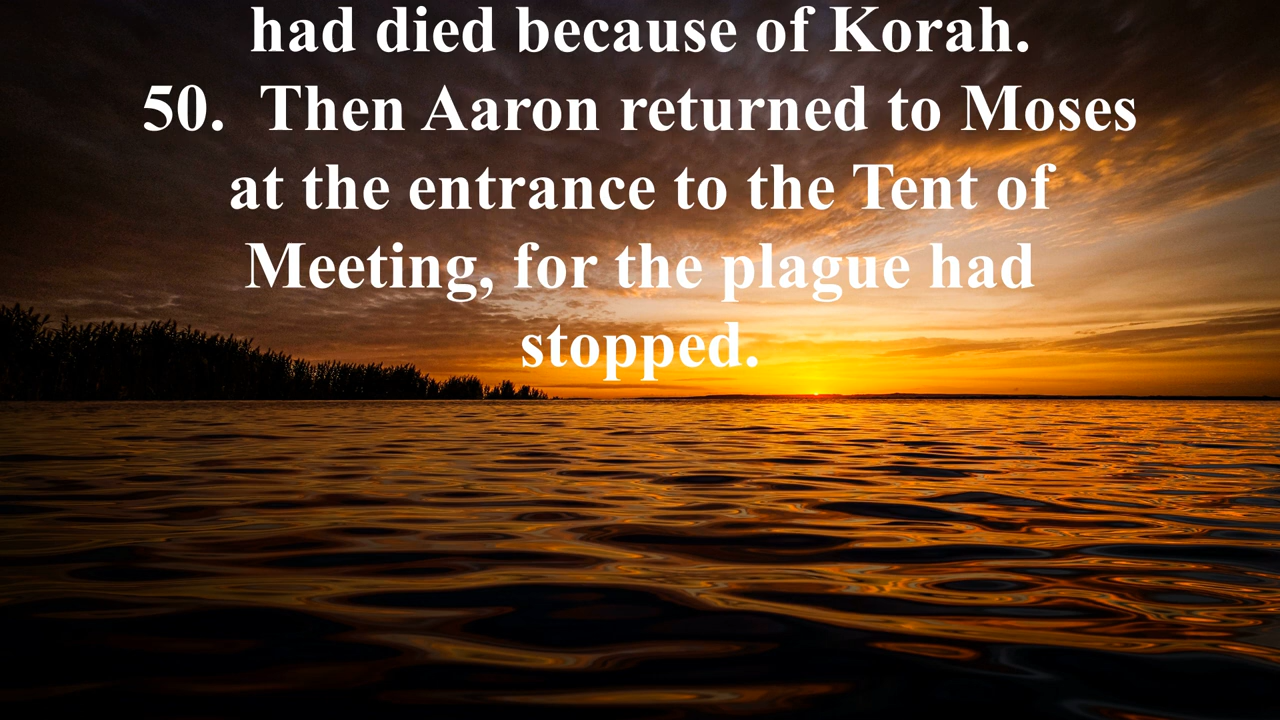 had died because of Korah.
50.  Then Aaron returned to Moses
at the entrance to the Tent of
Meeting, for the plague had
stopped.